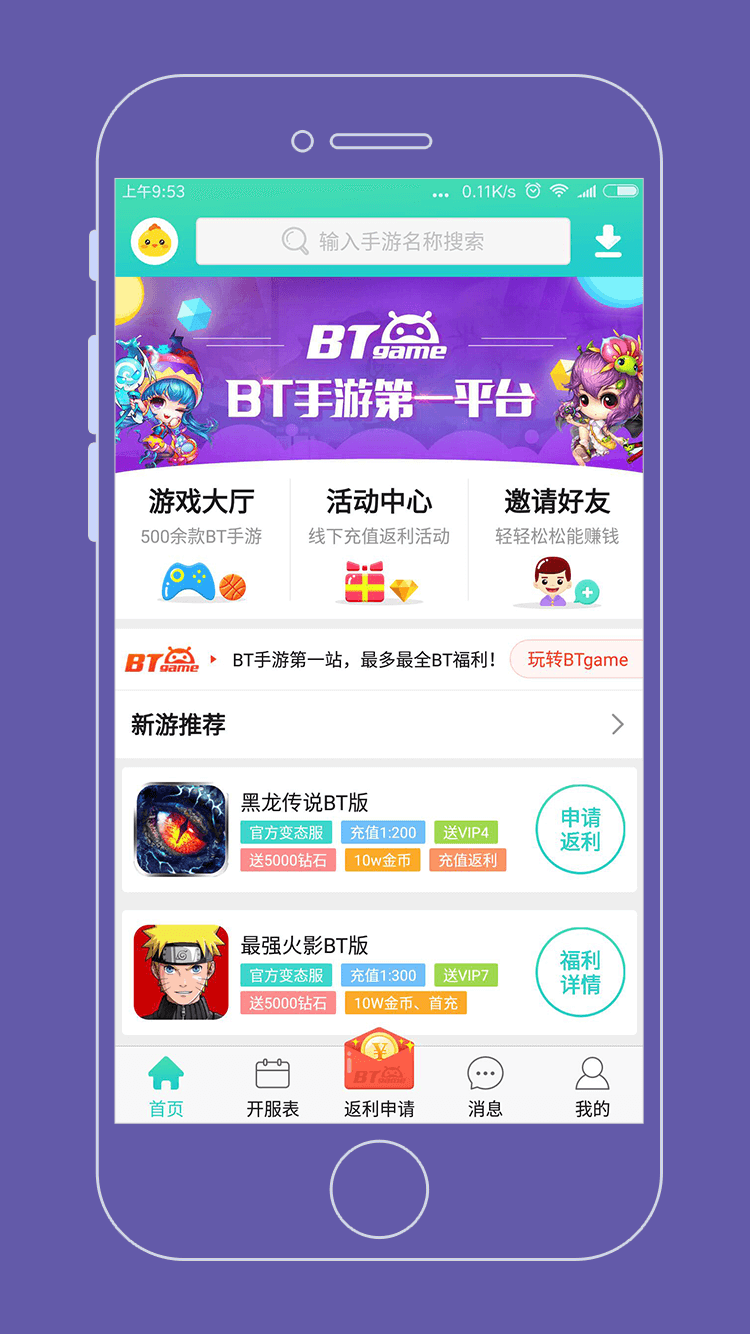 上午9:53 ... 0.11K/s
输入手游名称搜索
BTgame
BT手游第一平台
游戏大厅 活动中心 邀请好友
500余款BT手游 线下充值返利活动 轻轻松松能赚钱
BTgame BT手游第一站，最多最全BT福利！ 玩转BTgame
新游推荐
黑龙传说BT版
官方变态服 充值1:200 送VIP4
送5000钻石 10w金币 充值返利
申请
返利
最强火影BT版
官方变态服 充值1:300 送VIP7
送5000钻石 10W金币、首充
福利
详情
¥
BTgame
首页 开服表 返利申请 消息 我的